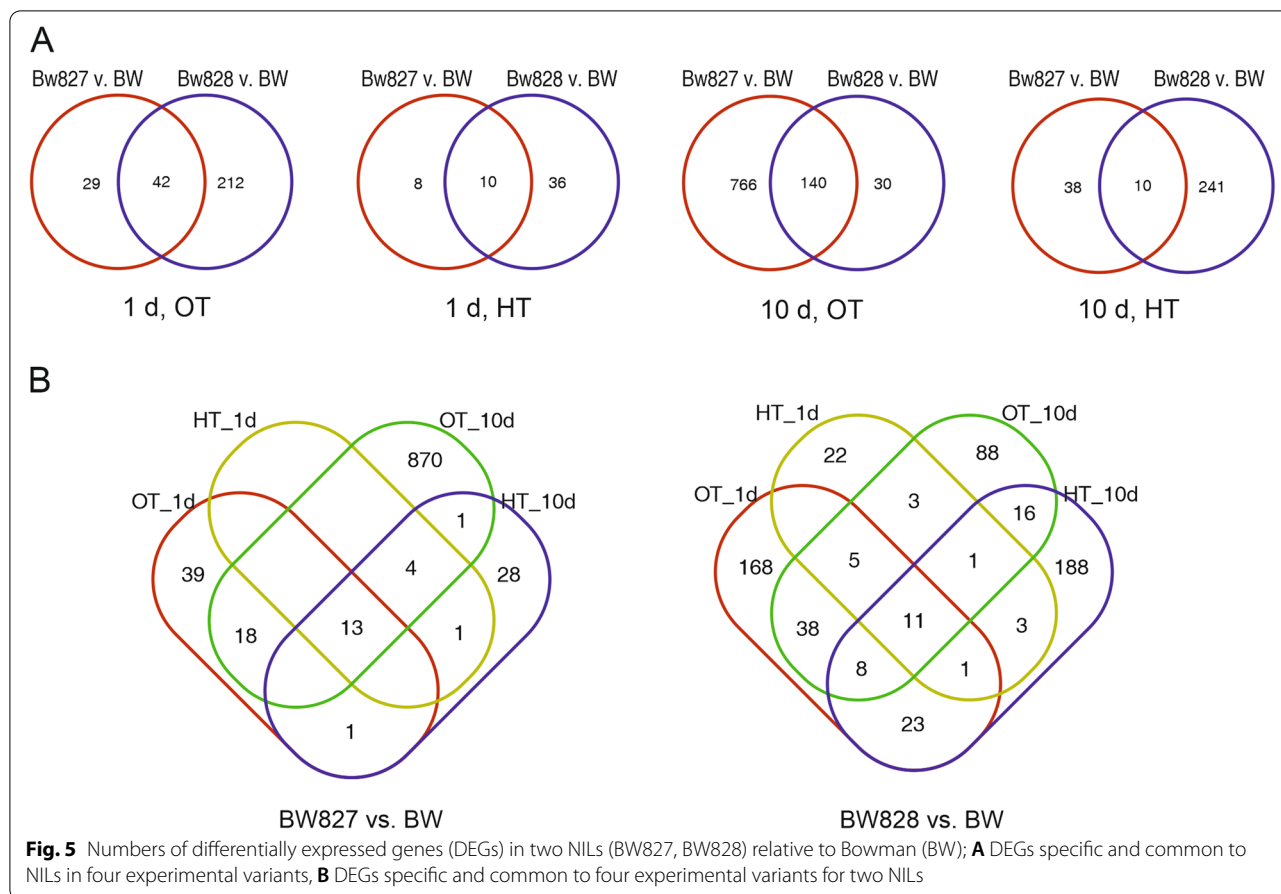 A
Bw827 v. BW Bw828 v. BW Bw827 v. BW Bw828 v. BW Bw827 v. BW Bw828 v. BW Bw827 v. BW Bw828 v. BW
29 42 212 8 10 36 766 140 30 38 10 241
1 d, OT 1 d, HT 10 d, OT 10 d, HT
B
HT_1d OT_10d HT_1d OT_10d
870 22 88
OT_1d HT_10d OT_1d HT_10d
1 3 16
39 4 28 168 5 1 188
18 13 1 38 11 3
8 1
1 23
BW827 vs. BW BW828 vs. BW
Fig. 5 Numbers of differentially expressed genes (DEGs) in two NILs (BW827, BW828) relative to Bowman (BW); A DEGs specific and common to
NILs in four experimental variants, B DEGs specific and common to four experimental variants for two NILs